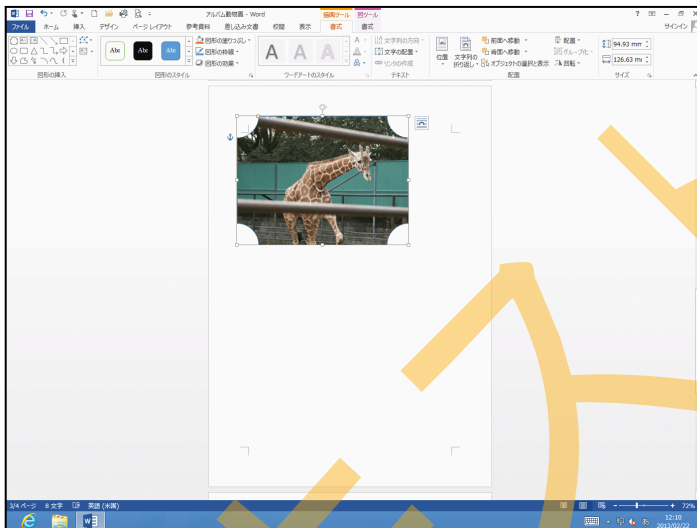 アルバム動物園 - Word
描画ツール 図ツール
ファイル ホーム 挿入 デザイン ページ レイアウト 参考資料 差し込み文書 校閲 表示 書式 書式 サインイン
Abc Abc Abc
図形の塗りつぶし
図形の枠線
図形の効果
A A A
文字列の方向
文字の配置
リンクの作成
位置
文字列の折り返し
前面へ移動
背面へ移動
オブジェクトの選択と表示
配置
グループ化
回転
94.93 mm
126.63 mi
図形の挿入 図形のスタイル ワードアートのスタイル テキスト 配置 サイズ
3/4 ページ 8 文字 英語 (米国) 72%
12:10
2013/02/22